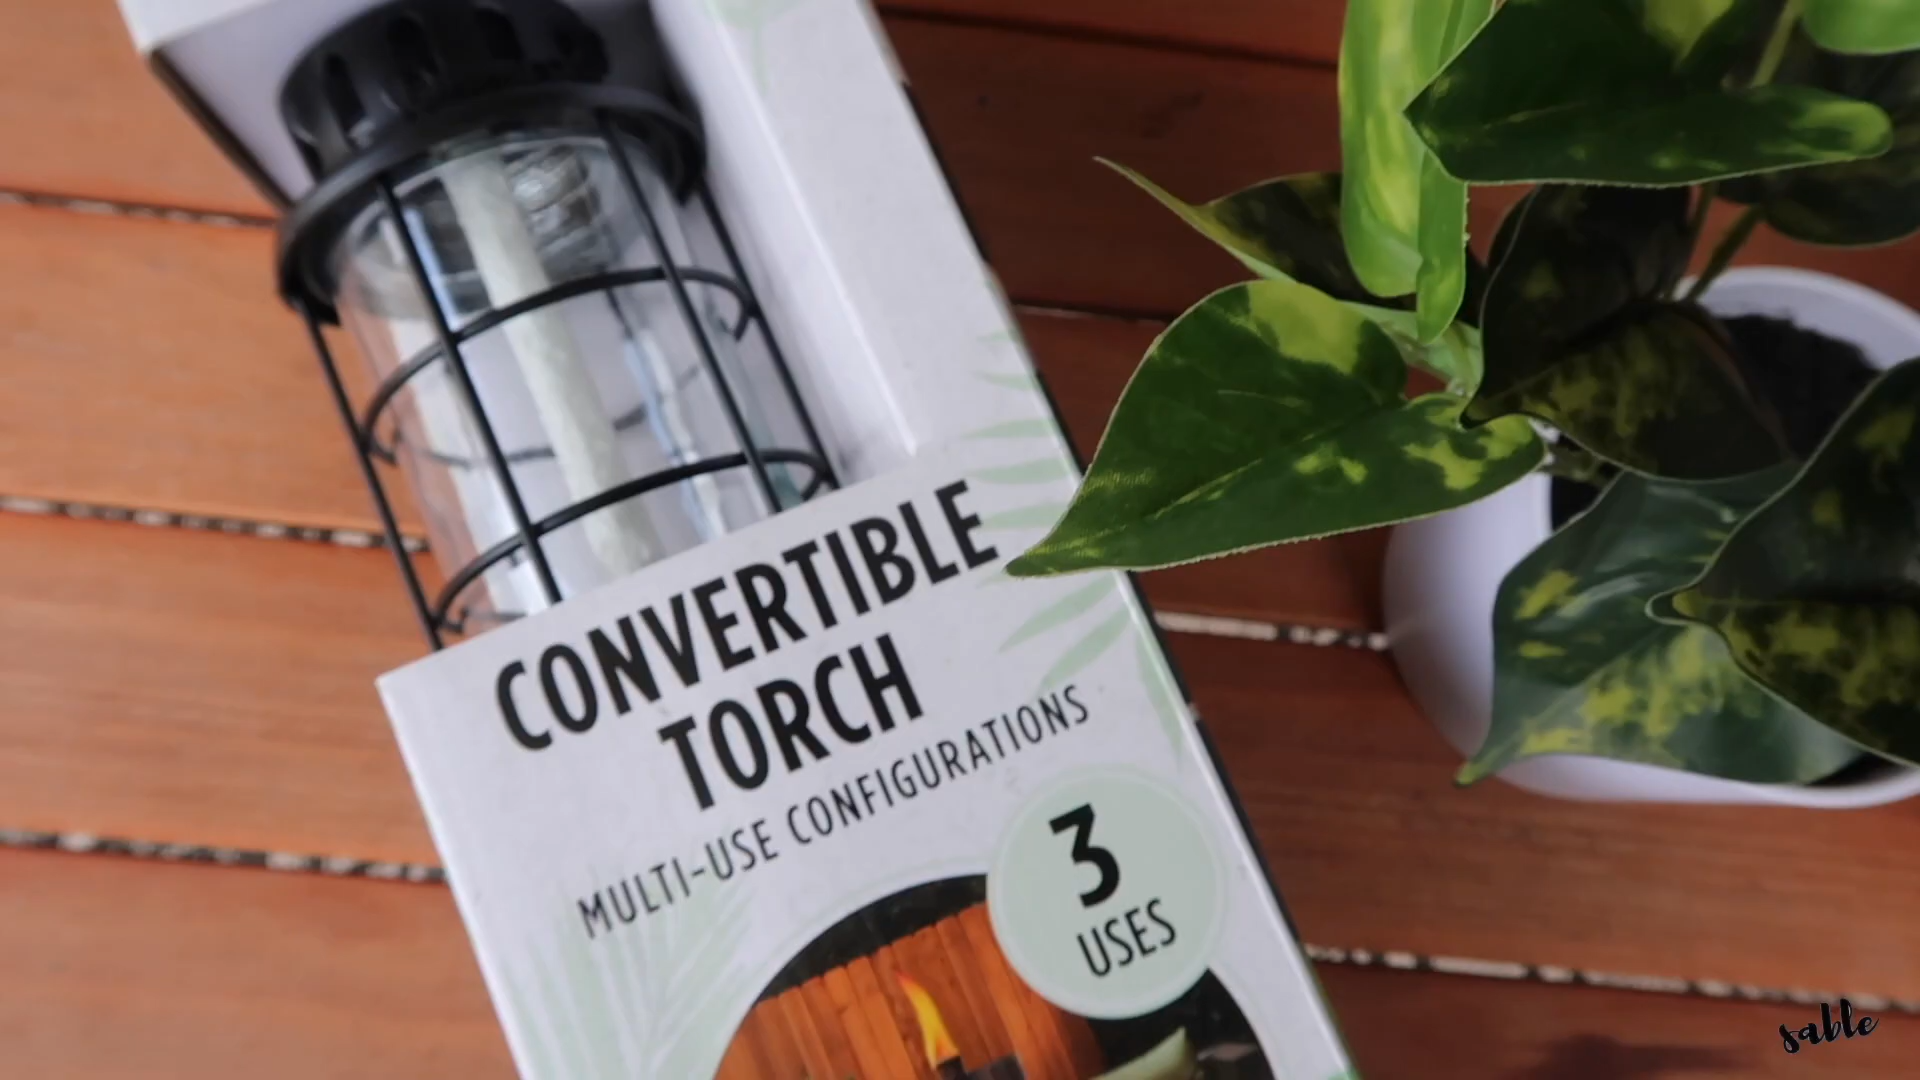 CONVERTIBLE
TORCH
MULTI-USE CONFIGURATIONS
3
USES
sable